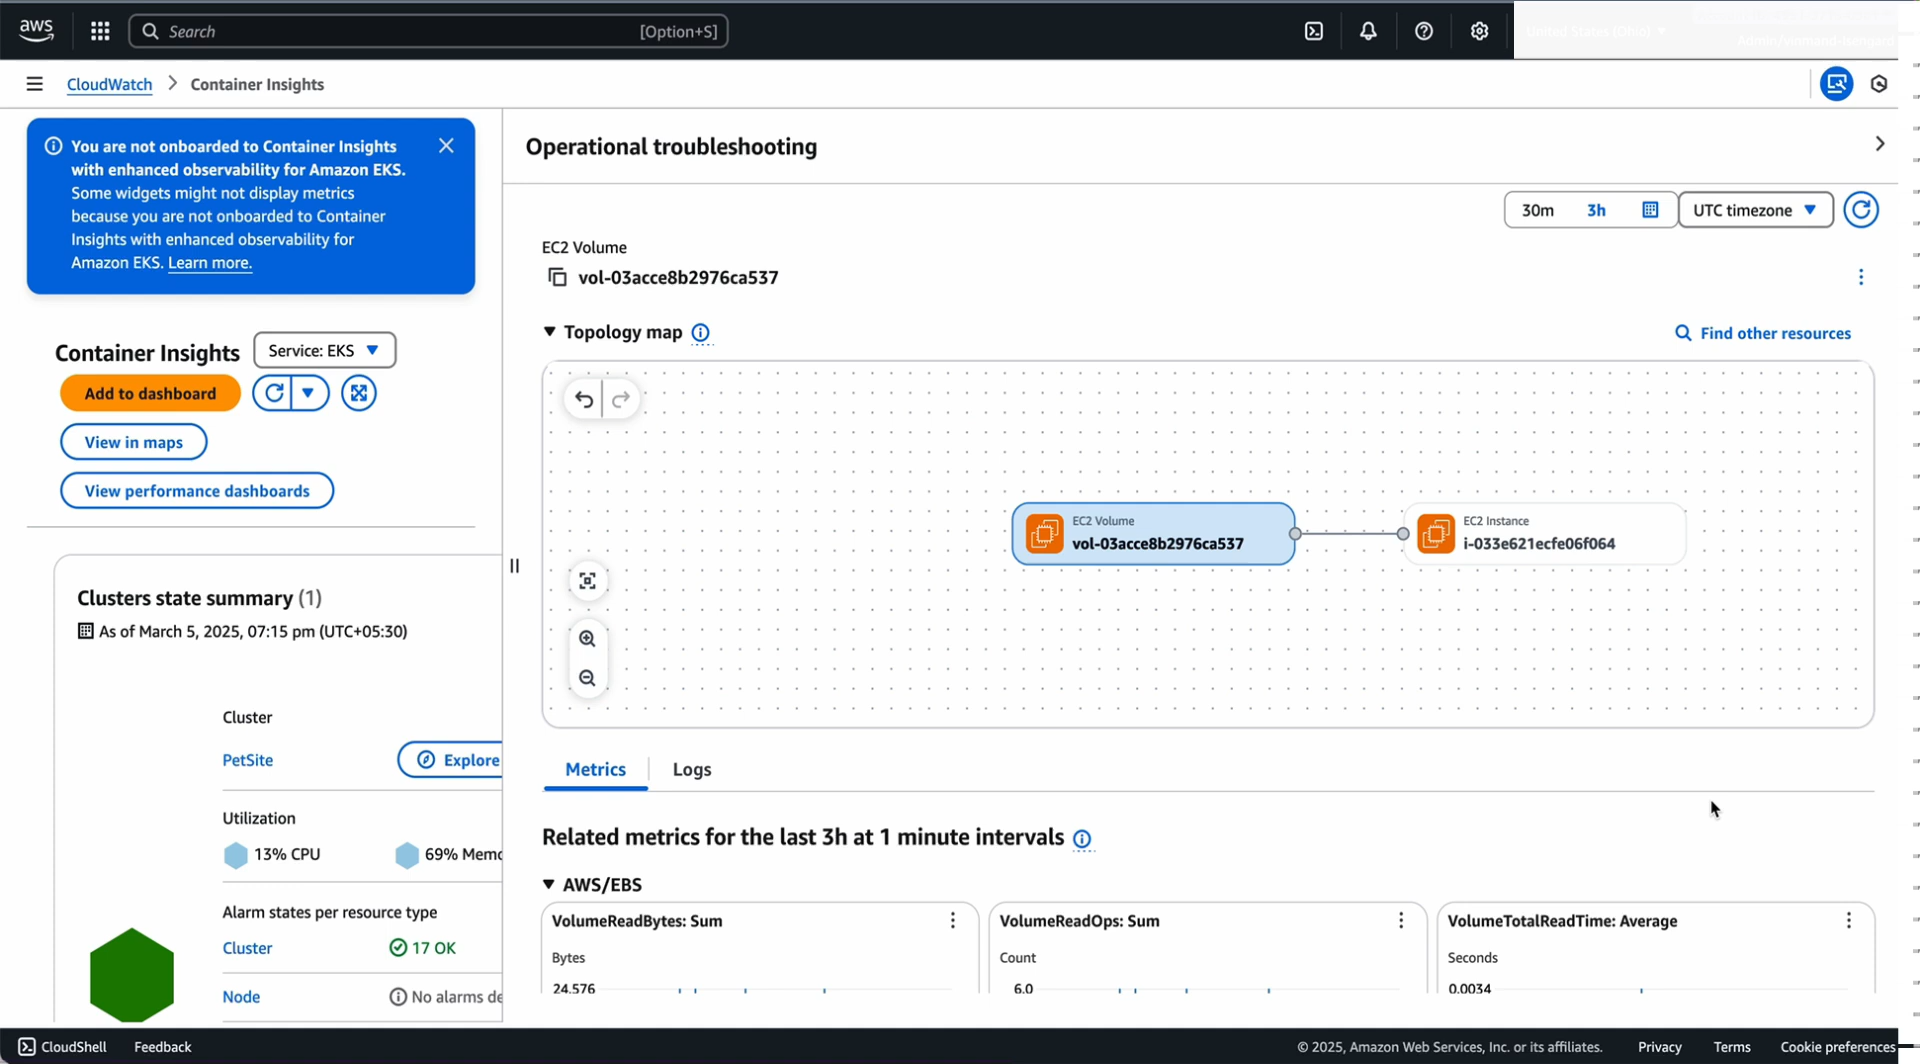 aws
Search
[Option+S]
CloudWatch
Container Insights
You are not onboarded to Container Insights
with enhanced observability for Amazon EKS.
Some widgets might not display metrics
because you are not onboarded to Container
Insights with enhanced observability for
Amazon EKS. Learn more.
Container Insights
Service: EKS
Add to dashboard
View in maps
View performance dashboards
Clusters state summary (1)
As of March 5, 2025, 07:15 pm (UTC+05:30)
Cluster
PetSite
Explore
Utilization
13% CPU
69% Memo
Alarm states per resource type
Cluster
17 OK
Node
No alarms de
Operational troubleshooting
30m
3h
UTC timezone
EC2 Volume
vol-03acce8b2976ca537
Topology map
Find other resources
EC2 Volume
vol-03acce8b2976ca537
EC2 Instance
i-033e621ecfe06f064
Metrics
Logs
Related metrics for the last 3h at 1 minute intervals
AWS/EBS
VolumeReadBytes: Sum
Bytes
24.576
VolumeReadOps: Sum
Count
6.0
VolumeTotalReadTime: Average
Seconds
0.0034
CloudShell
Feedback
© 2025, Amazon Web Services, Inc. or its affiliates.
Privacy
Terms
Cookie preferences